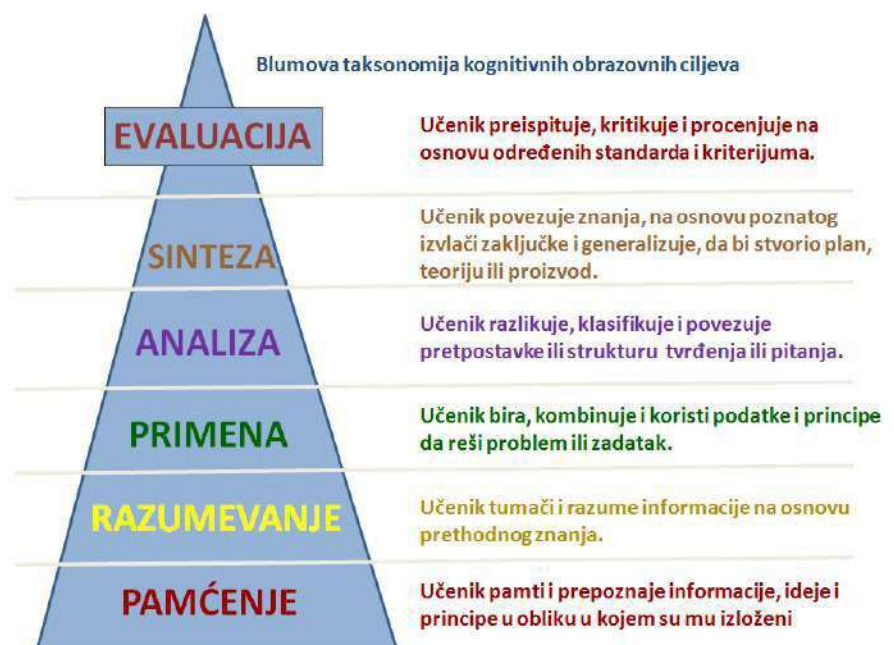 Blumova taksonomija kognitivnih obrazovnih ciljeva
EVALUACIJA
Učenik preispituje, kritikuje i procenjuje na
osnovu određenih standarda i kriterijuma.
SINTEZA
Učenik povezuje znanja, na osnovu poznatog
izvlači zaključke i generalizuje, da bi stvorio plan,
teoriju ili proizvod.
ANALIZA
Učenik razlikuje, klasifikuje i povezuje
pretpostavke ili strukturu tvrđenja ili pitanja.
PRIMENA
Učenik bira, kombinuje i koristi podatke i principe
da reši problem ili zadatak.
RAZUMEVANJE
Učenik tumači i razume informacije na osnovu
prethodnog znanja.
PAMĆENJE
Učenik pamti i prepoznaje informacije, ideje i
principe u obliku u kojem su mu izloženi